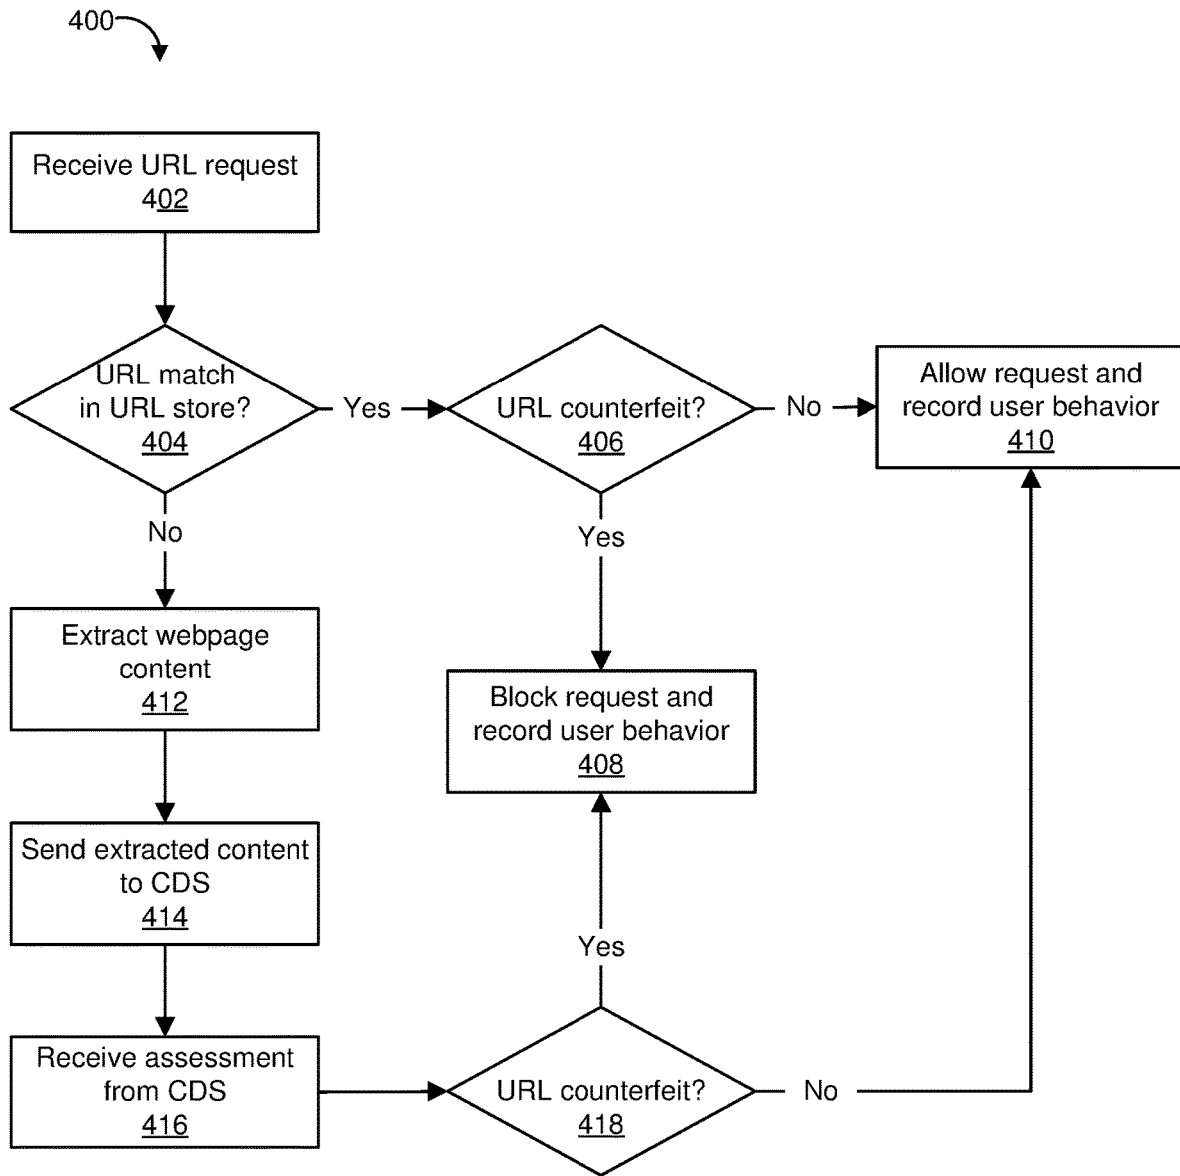 400
Receive URL request
402
URL match
in URL store?
404
Yes
URL counterfeit?
406
No
Allow request and
record user behavior
410
No
Yes
Extract webpage
content
412
Block request and
record user behavior
408
Send extracted content
to CDS
414
Yes
Receive assessment
from CDS
416
URL counterfeit?
418
No